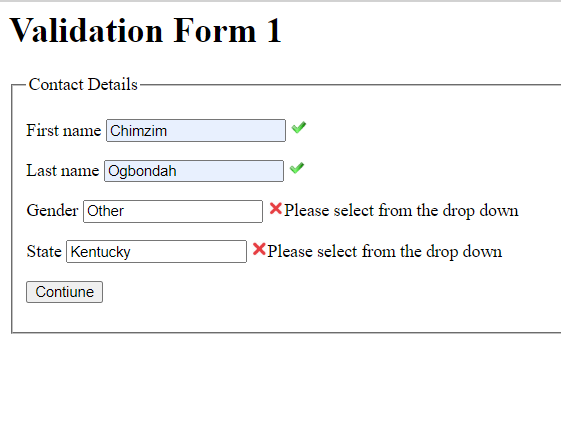 Validation Form 1
Contact Details
First name Chimzim
Last name Ogbondah
Gender Other Please select from the drop down
State Kentucky Please select from the drop down
Contiune